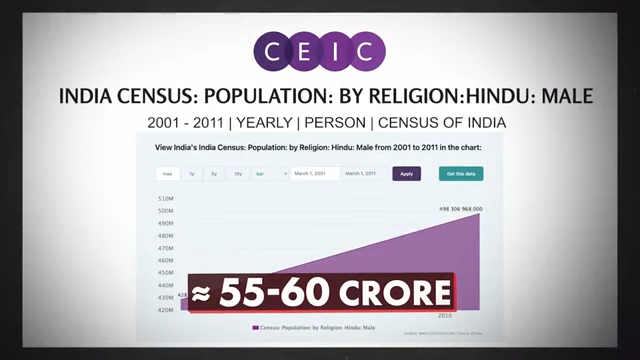 CEIC
INDIA CENSUS: POPULATION: BY RELIGION:HINDU: MALE
2001 - 2011 | YEARLY | PERSON | CENSUS OF INDIA
View India's India Census: Population: by Religion: Hindu: Male from 2001 to 2011 in the chart:
max 1y 5y 10y bar March 1, 2001 March 1, 2011 Apply Get this data
510M
498 306 968.000
500M
490M
480M
470M
460M
450M
440M
430M
420M
≈ 55-60 CRORE
2010
Census: Population: by Religion: Hindu: Male